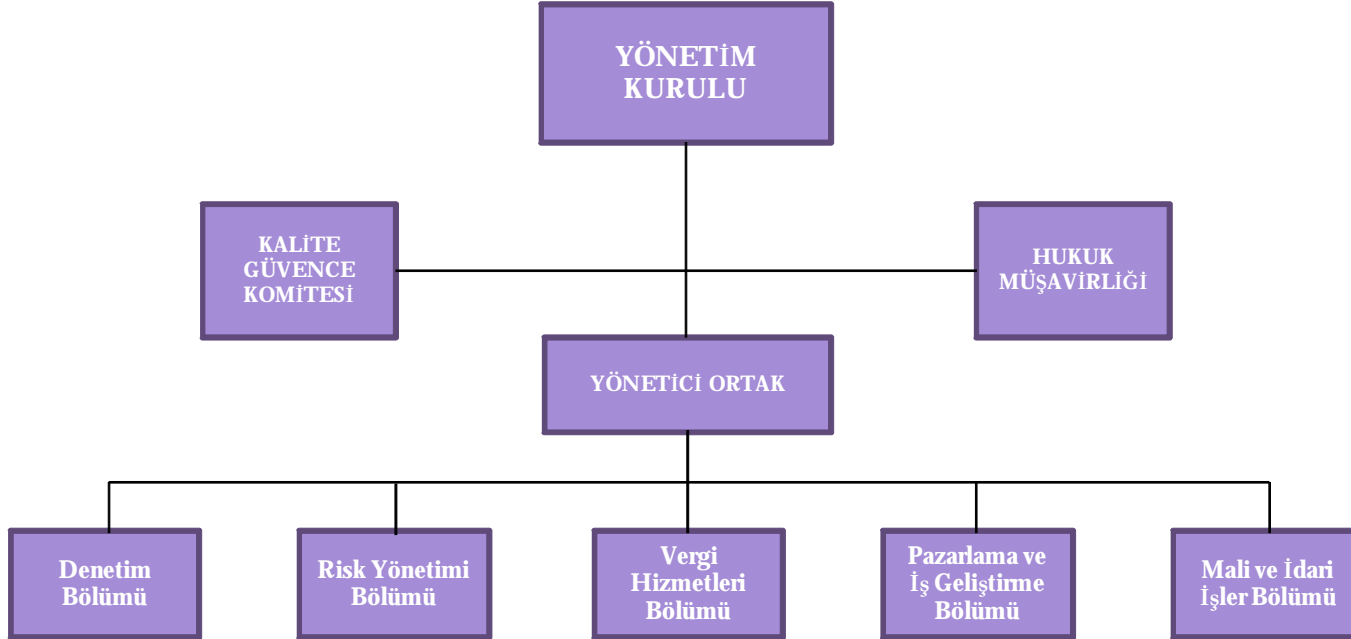 YÖNETİM
KURULU
KALİTE
GÜVENCE
KOMİTESİ
HUKUK
MÜŞAVİRLİĞİ
YÖNETİCİ ORTAK
Denetim
Bölümü
Risk Yönetimi
Bölümü
Vergi
Hizmetleri
Bölümü
Pazarlama ve
İş Geliştirme
Bölümü
Mali ve İdari
İşler Bölümü